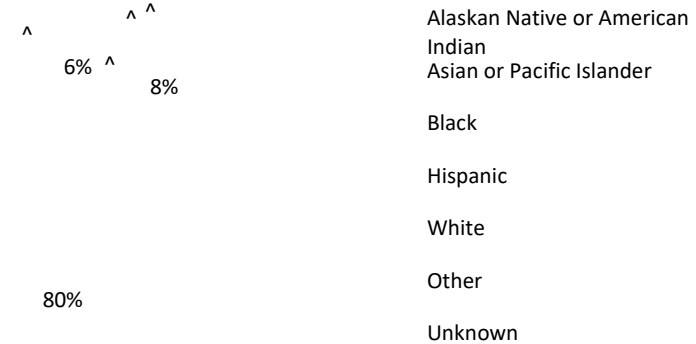 ^
^
^
6%
^
8%
80%
Alaskan Native or American
Indian
Asian or Pacific Islander
Black
Hispanic
White
Other
Unknown